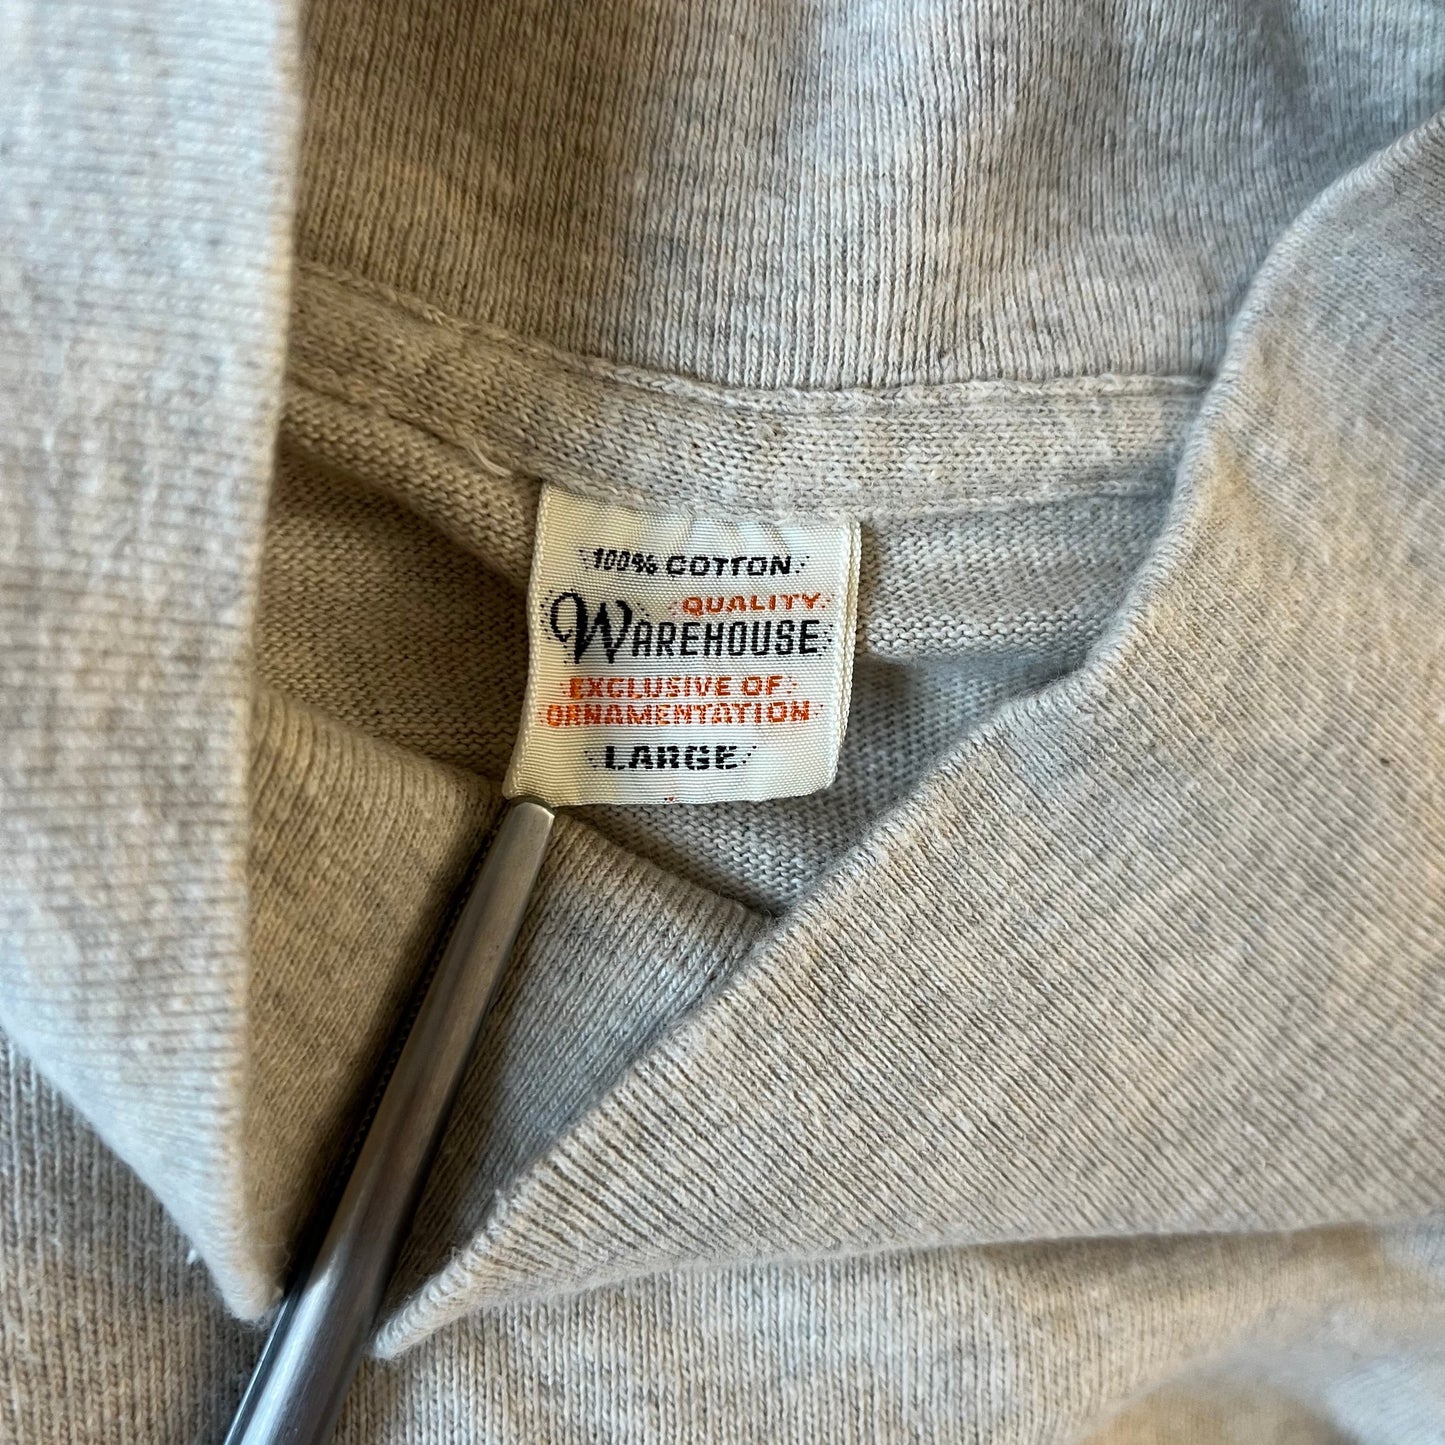 100% COTTON
QUALITY
WAREHOUSE
EXCLUSIVE OF
ORNAMENTATION
LARGE